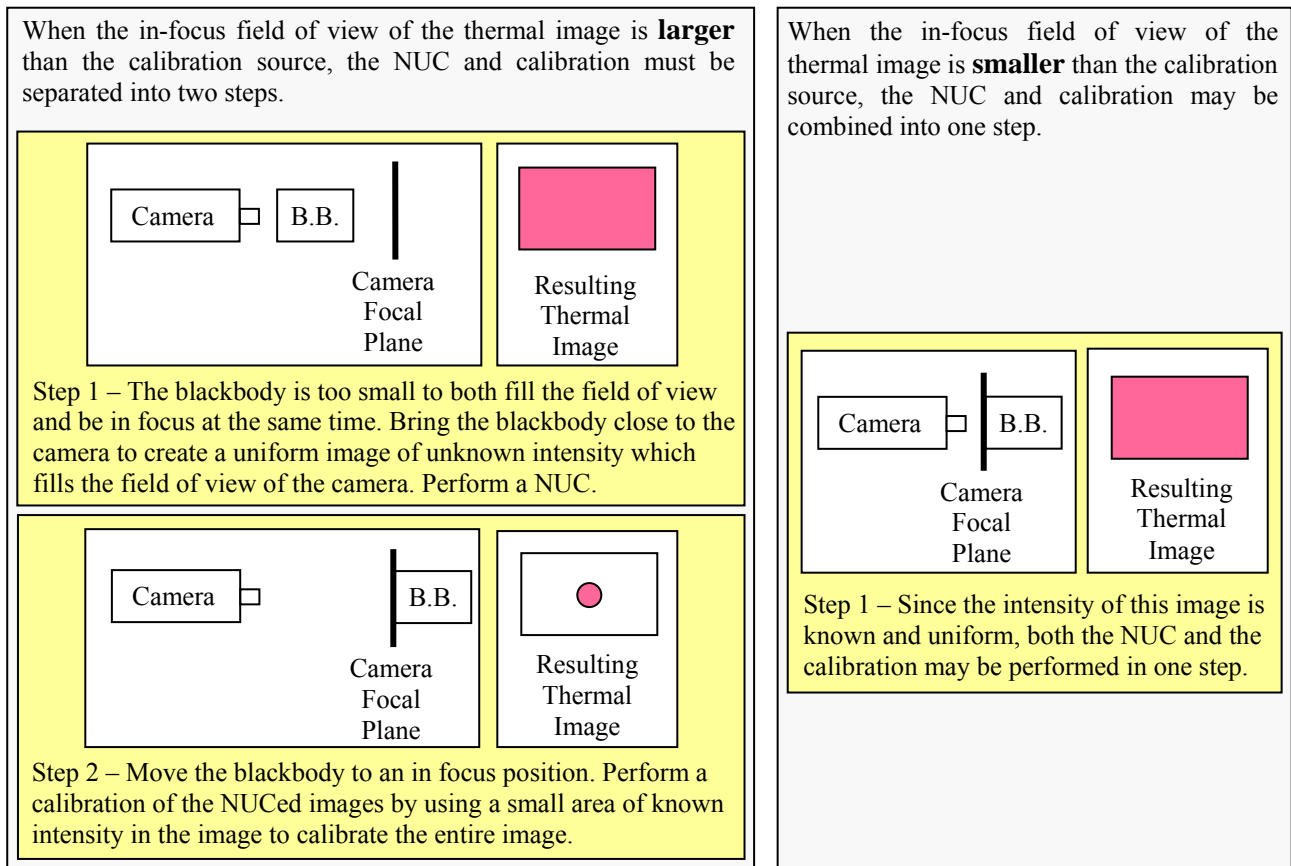 When the in-focus field of view of the thermal image is larger
than the calibration source, the NUC and calibration must be
separated into two steps.
Camera
B.B.
Camera
Focal
Plane
Resulting
Thermal
Image
Step 1 – The blackbody is too small to both fill the field of view
and be in focus at the same time. Bring the blackbody close to the
camera to create a uniform image of unknown intensity which
fills the field of view of the camera. Perform a NUC.
Camera
B.B.
Camera
Focal
Plane
Resulting
Thermal
Image
Step 2 – Move the blackbody to an in focus position. Perform a
calibration of the NUCed images by using a small area of known
intensity in the image to calibrate the entire image.
When the in-focus field of view of the
thermal image is smaller than the calibration
source, the NUC and calibration may be
combined into one step.
Camera
B.B.
Camera
Focal
Plane
Resulting
Thermal
Image
Step 1 – Since the intensity of this image is
known and uniform, both the NUC and the
calibration may be performed in one step.